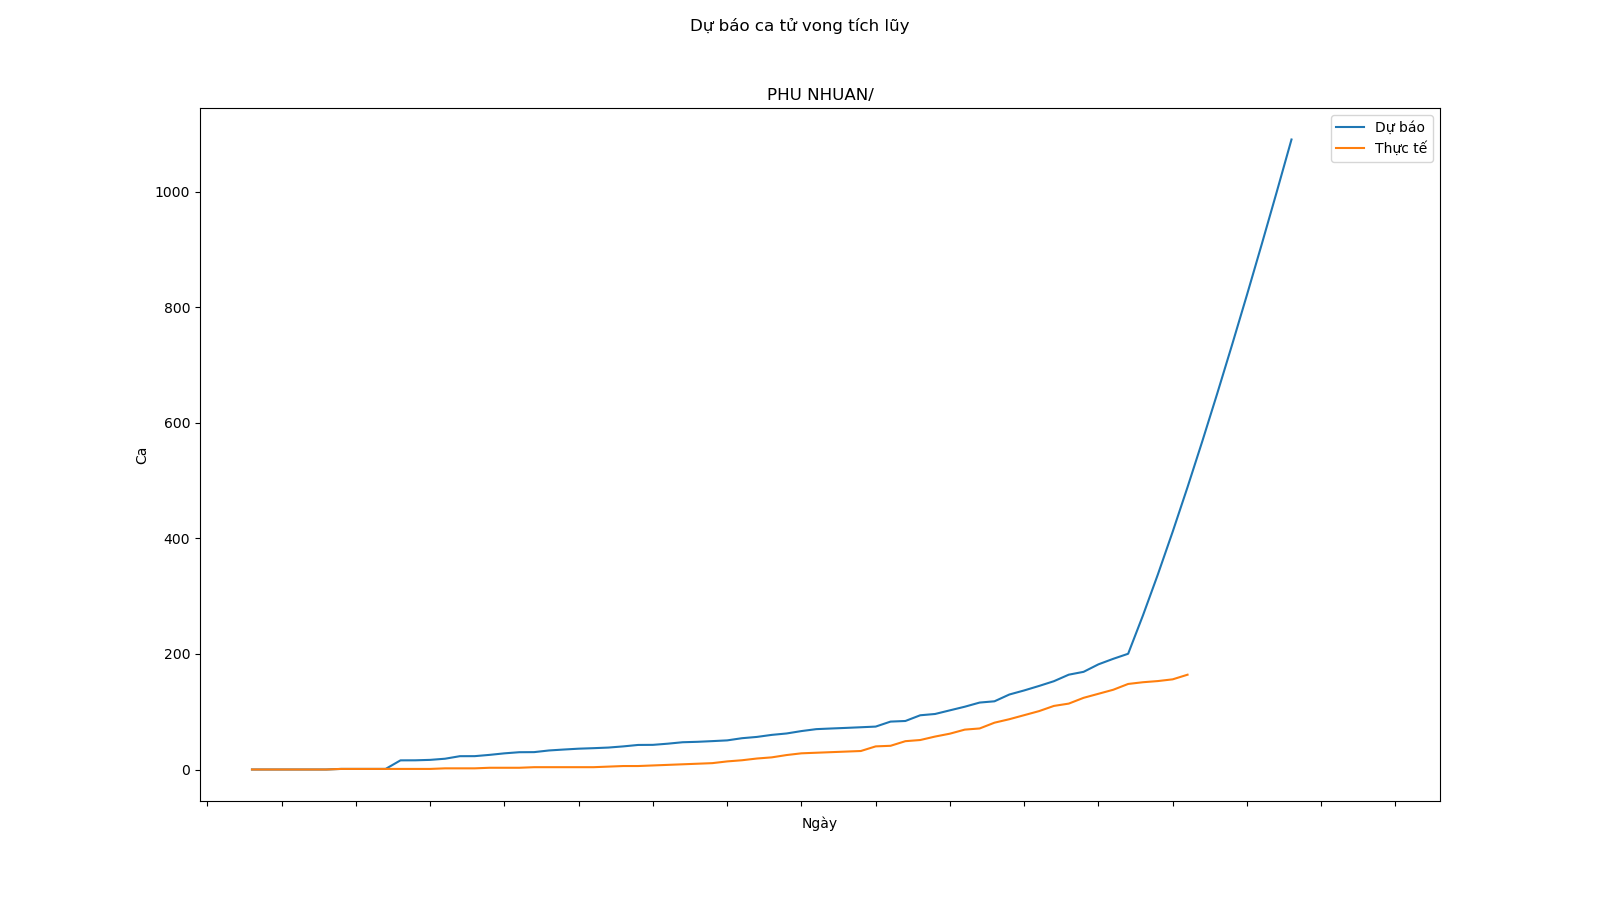 Dự báo ca tử vong tích lũy
PHU NHUAN/
Dự báo
Thực tế
1000
800
600
400
200
0
Ca
Ngày